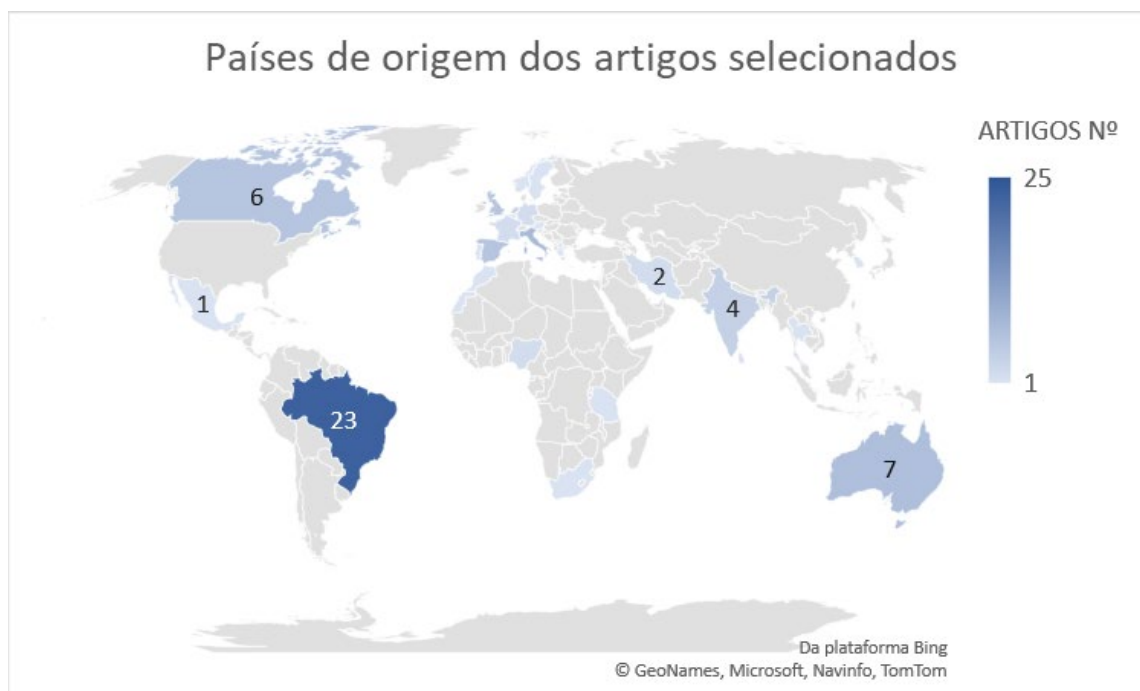 Países de origem dos artigos selecionados
ARTIGOS Nº
25
1
6
1
2
4
23
7
Da plataforma Bing
© GeoNames, Microsoft, Navinfo, TomTom